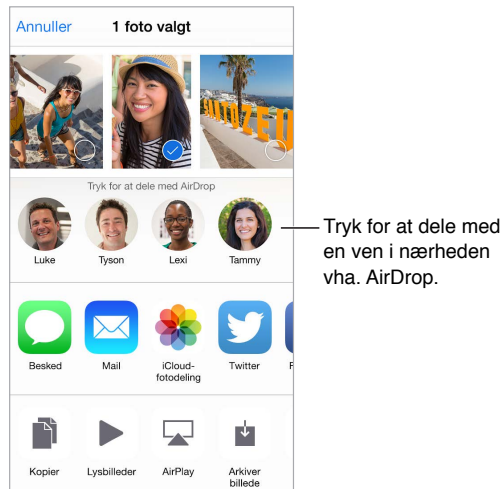 Annuller 1 foto valgt
AUTOZEN
Tryk for at dele med AirDrop
Luke Tyson Lexi Tammy
Tryk for at dele med
en ven i nærheden
vha. AirDrop.
Besked Mail iCloud-
fotodeling Twitter F
Kopier Lysbilleder AirPlay Arkiver
billede